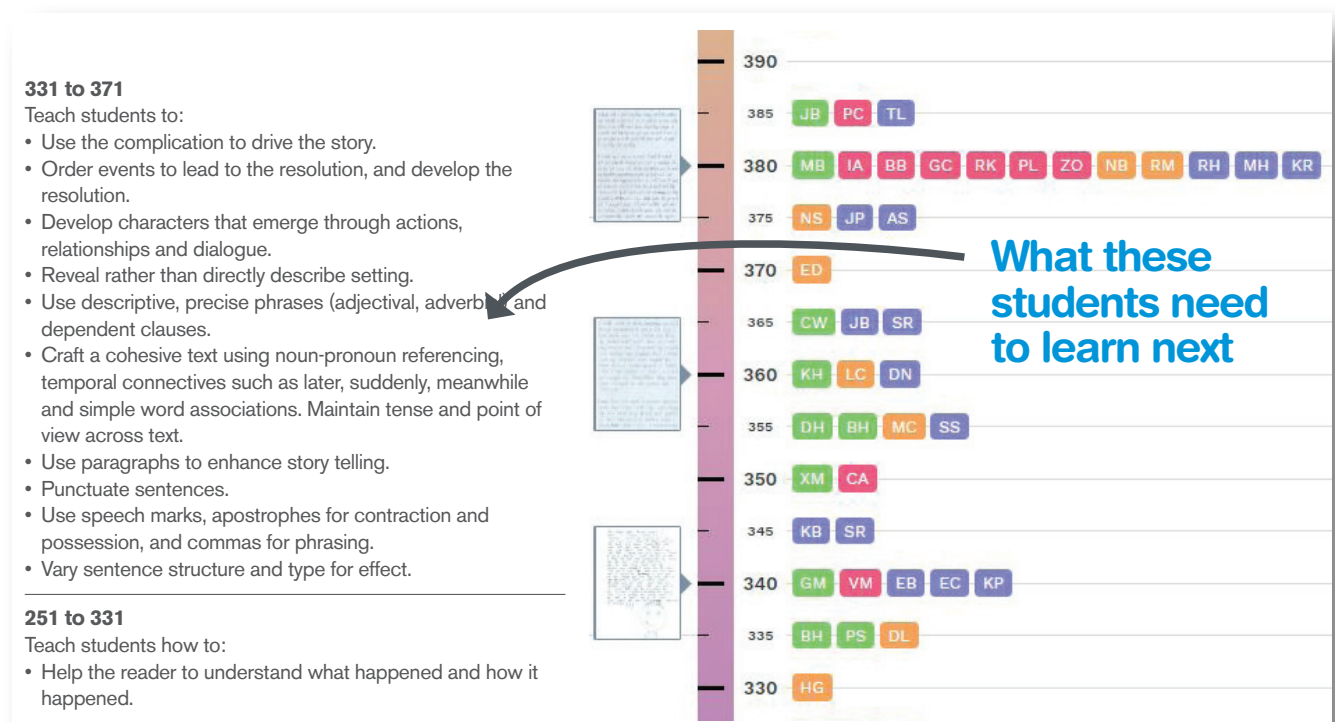 331 to 371
Teach students to:
• Use the complication to drive the story.
• Order events to lead to the resolution, and develop the
resolution.
• Develop characters that emerge through actions,
relationships and dialogue.
• Reveal rather than directly describe setting.
• Use descriptive, precise phrases (adjectival, and
dependent clauses.
• Craft a cohesive text using noun-pronoun referencing,
temporal connectives such as later, suddenly, meanwhile
and simple word associations. Maintain tense and point of
view across text.
• Use paragraphs to enhance story telling.
• Punctuate sentences.
• Use speech marks, apostrophes for contraction and
possession, and commas for phrasing.
• Vary sentence structure and type for effect.
251 to 331
Teach students how to:
• Help the reader to understand what happened and how it
happened.
390
385 JB PC TL
380 MB IA BB GC RK PL ZO NB RM RH MH KR
375 NS JP AS
370 ED
365 CW JB SR
360 KH LC DN
355 DH BH MC SS
350 XM CA
345 KB SR
340 GM VM EB EC KP
335 BH PS DL
330 HG
What these
students need
to learn next